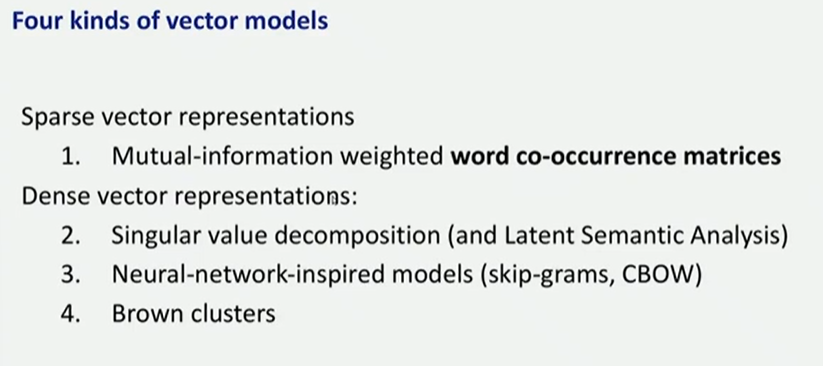 Four kinds of vector models
Sparse vector representations
1. Mutual-information weighted word co-occurrence matrices
Dense vector representations:
2. Singular value decomposition (and Latent Semantic Analysis)
3. Neural-network-inspired models (skip-grams, CBOW)
4. Brown clusters